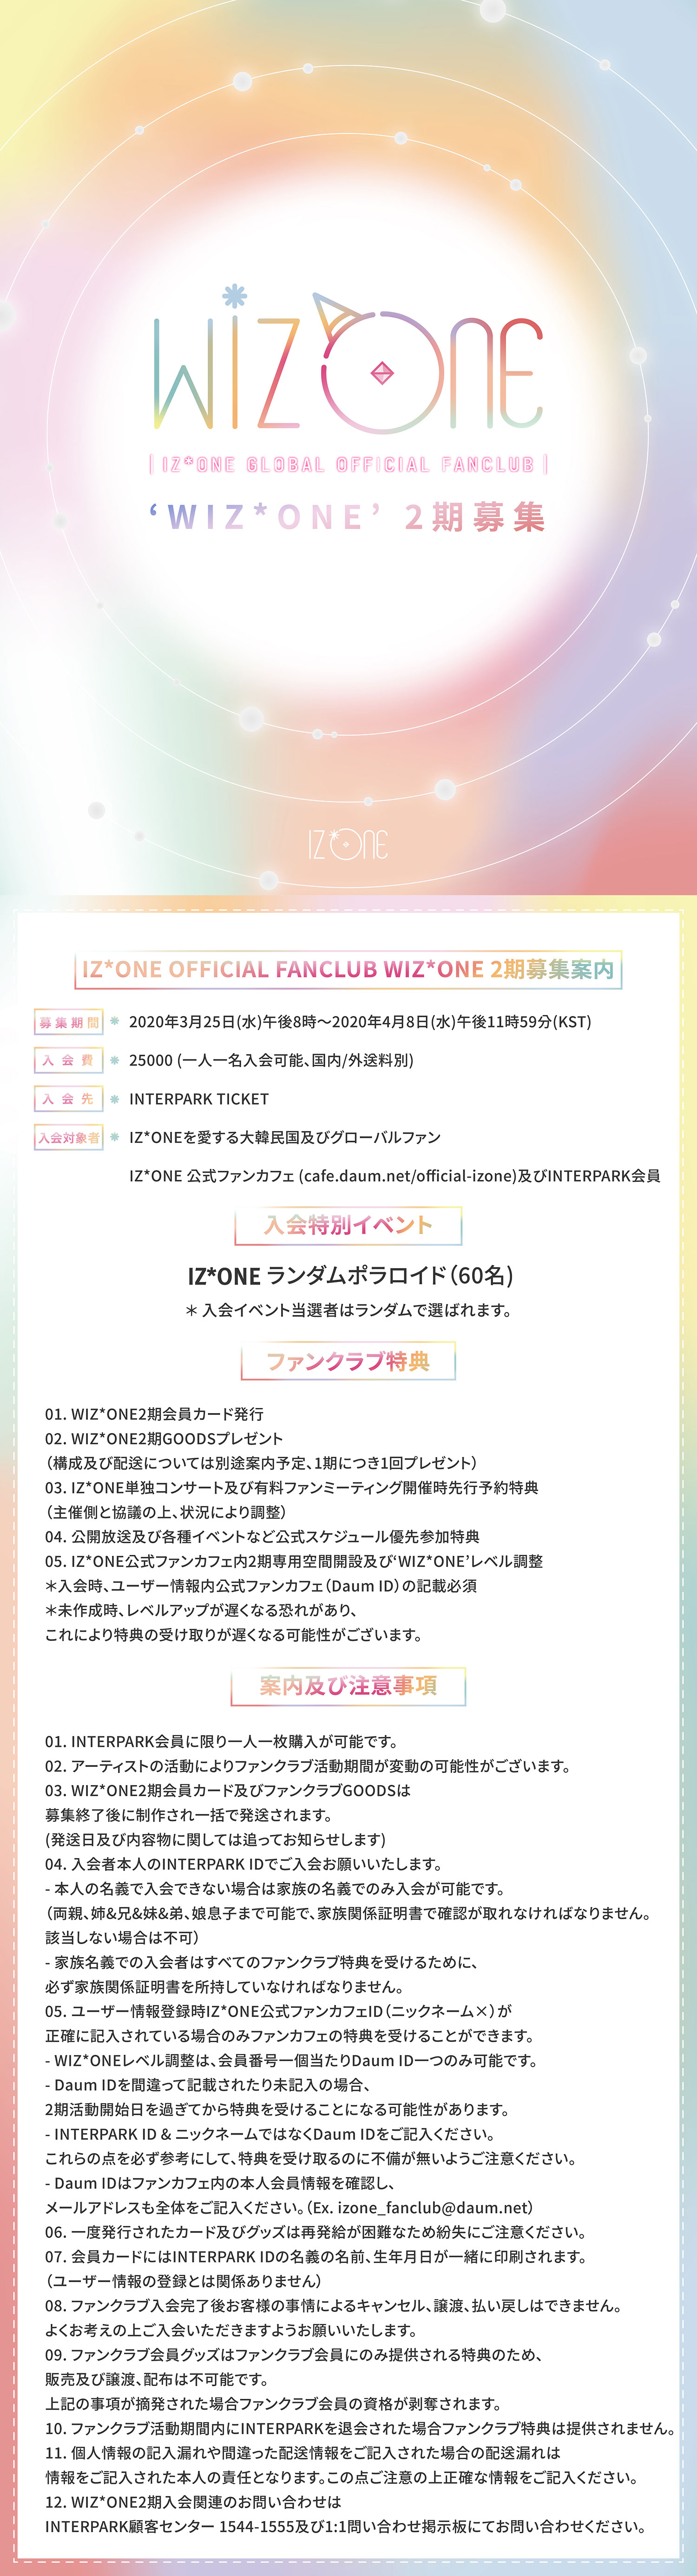 WIZ*ONE
IZ*ONE GLOBAL OFFICIAL FANCLUB
‘WIZ*ONE’ 2期募集
IZ*ONE
IZ*ONE OFFICIAL FANCLUB WIZ*ONE 2期募集案内
募集期間 * 2020年3月25日(水)午後8時～2020年4月8日(水)午後11時59分(KST)
入会費 * 25000 (一人一名入会可能、国内/外送料別)
入会先 * INTERPARK TICKET
入会対象者 * IZ*ONEを愛する大韓民国及びグローバルファン
IZ*ONE 公式ファンカフェ (cafe.daum.net/official-izone)及びINTERPARK会員
入会特別イベント
IZ*ONE ランダムポラロイド（60名）
＊ 入会イベント当選者はランダムで選ばれます。
ファンクラブ特典
01. WIZ*ONE2期会員カード発行
02. WIZ*ONE2期GOODSプレゼント
（構成及び配送については別途案内予定、1期につき1回プレゼント）
03. IZ*ONE単独コンサート及び有料ファンミーティング開催時先行予約特典
（主催側と協議の上、状況により調整）
04. 公開放送及び各種イベントなど公式スケジュール優先参加特典
05. IZ*ONE公式ファンカフェ内2期専用空間開設及び‘WIZ*ONE’レベル調整
＊入会時、ユーザー情報内公式ファンカフェ（Daum ID）の記載必須
＊未作成時、レベルアップが遅くなる恐れがあり、
これにより特典の受け取りが遅くなる可能性がございます。
案内及び注意事項
01. INTERPARK会員に限り一人一枚購入が可能です。
02. アーティストの活動によりファンクラブ活動期間が変動の可能性がございます。
03. WIZ*ONE2期会員カード及びファンクラブGOODSは
募集終了後に制作され一括で発送されます。
(発送日及び内容物に関しては追ってお知らせします)
04. 入会者本人のINTERPARK IDでご入会お願いいたします。
- 本人の名義で入会できない場合は家族の名義でのみ入会が可能です。
（両親、姉&兄&妹&弟、娘息子まで可能で、家族関係証明書で確認が取れなければなりません。
該当しない場合は不可）
- 家族名義での入会者はすべてのファンクラブ特典を受けるために、
必ず家族関係証明書を所持していなければなりません。
05. ユーザー情報登録時IZ*ONE公式ファンカフェID（ニックネーム×）が
正確に記入されている場合のみファンカフェの特典を受けることができます。
- WIZ*ONEレベル調整は、会員番号一個当たりDaum ID一つのみ可能です。
- Daum IDを間違って記載されたり未記入の場合、
2期活動開始日を過ぎてから特典を受けることになる可能性があります。
- INTERPARK ID & ニックネームではなくDaum IDをご記入ください。
これらの点を必ず参考にして、特典を受け取るのに不備が無いようご注意ください。
- Daum IDはファンカフェ内の本人会員情報を確認し、
メールアドレスも全体をご記入ください。（Ex. izone_fanclub@daum.net）
06. 一度発行されたカード及びグッズは再発給が困難なため紛失にご注意ください。
07. 会員カードにはINTERPARK IDの名義の名前、生年月日が一緒に印刷されます。
（ユーザー情報の登録とは関係ありません）
08. ファンクラブ入会完了後お客様の事情によるキャンセル、譲渡、払い戻しはできません。
よくお考えの上ご入会いただきますようお願いいたします。
09. ファンクラブ会員グッズはファンクラブ会員にのみ提供される特典のため、
販売及び譲渡、配布は不可能です。
上記の事項が摘発された場合ファンクラブ会員の資格が剥奪されます。
10. ファンクラブ活動期間内にINTERPARKを退会された場合ファンクラブ特典は提供されません。
11. 個人情報の記入漏れや間違った配送情報をご記入された場合の配送漏れは
情報をご記入された本人の責任となります。この点ご注意の上正確な情報をご記入ください。
12. WIZ*ONE2期入会関連のお問い合わせは
INTERPARK顧客センター 1544-1555及び1:1問い合わせ掲示板にてお問い合わせください。